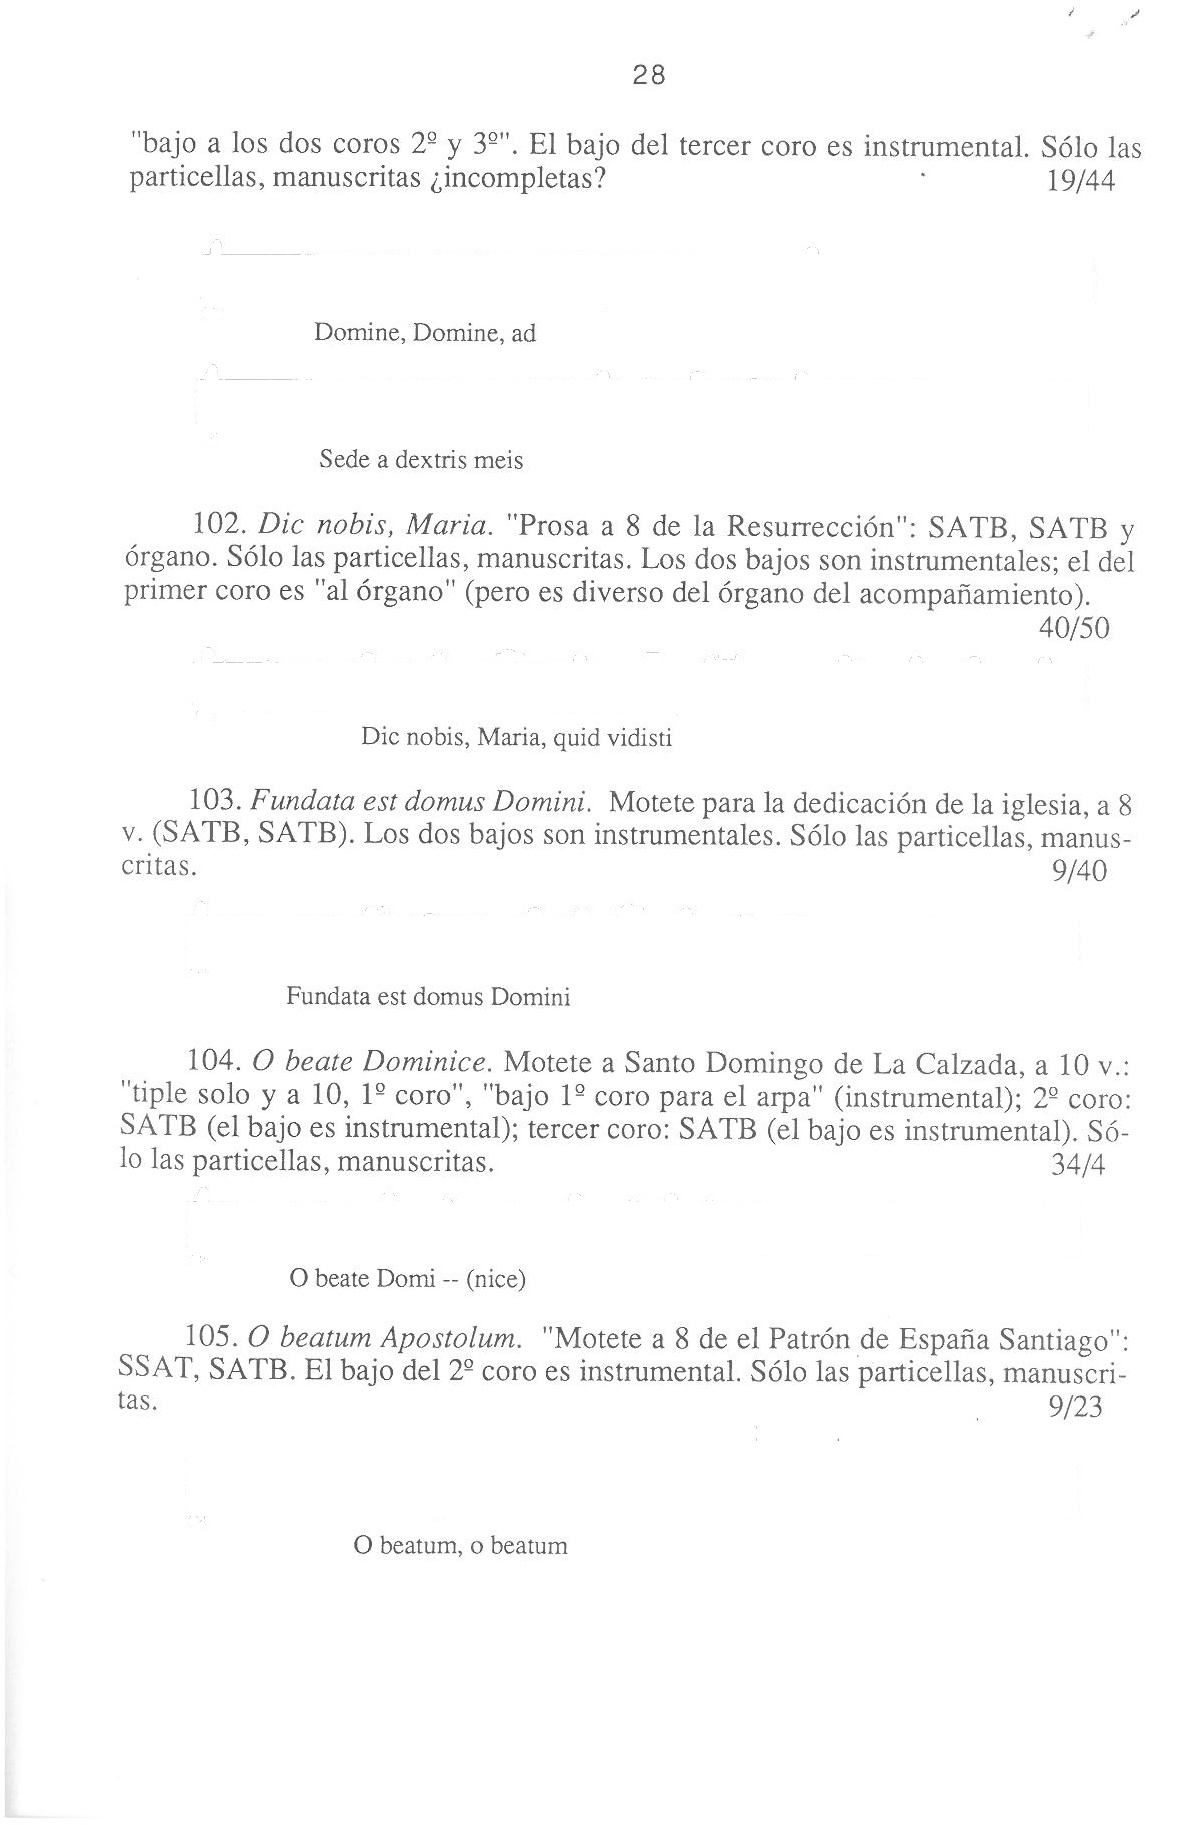 28
"bajo a los dos coros 2º y 3º". El bajo del tercer coro es instrumental. Sólo las
particellas, manuscritas ¿incompletas? 19/44
Domine, Domine, ad
Sede a dextris meis
102. Dic nobis, Maria. "Prosa a 8 de la Resurrección": SATB, SATB y
órgano. Sólo las particellas, manuscritas. Los dos bajos son instrumentales; el del
primer coro es "al órgano" (pero es diverso del órgano del acompañamiento).
40/50
Dic nobis, Maria, quid vidisti
103. Fundata est domus Domini. Motete para la dedicación de la iglesia, a 8
v. (SATB, SATB). Los dos bajos son instrumentales. Sólo las particellas, manus-
critas. 9/40
Fundata est domus Domini
104. O beate Dominice. Motete a Santo Domingo de La Calzada, a 10 v.:
"tiple solo y a 10, 1º coro", "bajo 1º coro para el arpa" (instrumental); 2º coro:
SATB (el bajo es instrumental); tercer coro: SATB (el bajo es instrumental). Só-
lo las particellas, manuscritas. 34/4
O beate Domi -- (nice)
105. O beatum Apostolum. "Motete a 8 de el Patrón de España Santiago":
SSAT, SATB. El bajo del 2º coro es instrumental. Sólo las particellas, manuscri-
tas. 9/23
O beatum, o beatum